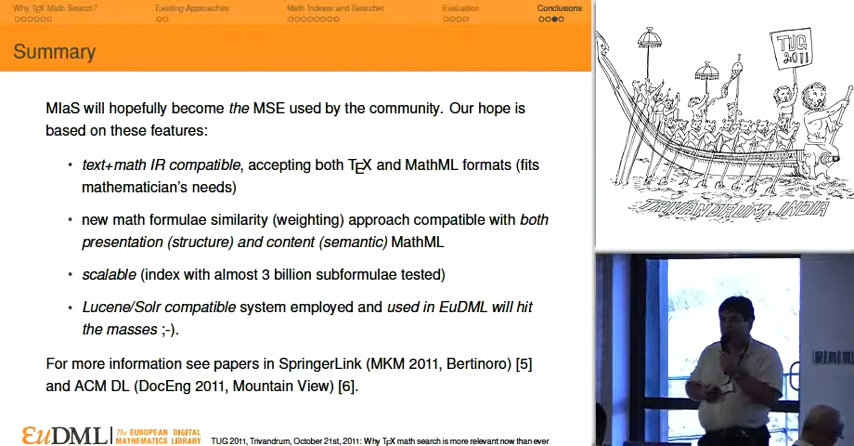 Why TEX Math Search?
Existing Approaches
Math Indexer and Searcher
Evaluation
Conclusions
Summary
MIaS will hopefully become the MSE used by the community. Our hope is
based on these features:
• text+math IR compatible, accepting both TEX and MathML formats (fits
mathematician's needs)
• new math formulae similarity (weighting) approach compatible with both
presentation (structure) and content (semantic) MathML
• scalable (index with almost 3 billion subformulae tested)
• Lucene/Solr compatible system employed and used in EuDML will hit
the masses ;-).
For more information see papers in SpringerLink (MKM 2011, Bertinoro) [5]
and ACM DL (DocEng 2011, Mountain View) [6].
EuDML
The EUROPEAN DIGITAL
MATHEMATICS LIBRARY
TUG 2011, Trivandrum, October 21st, 2011: Why TEX math search is more relevant now than ever
TUG
2011
TRIVANDRUM, INDIA